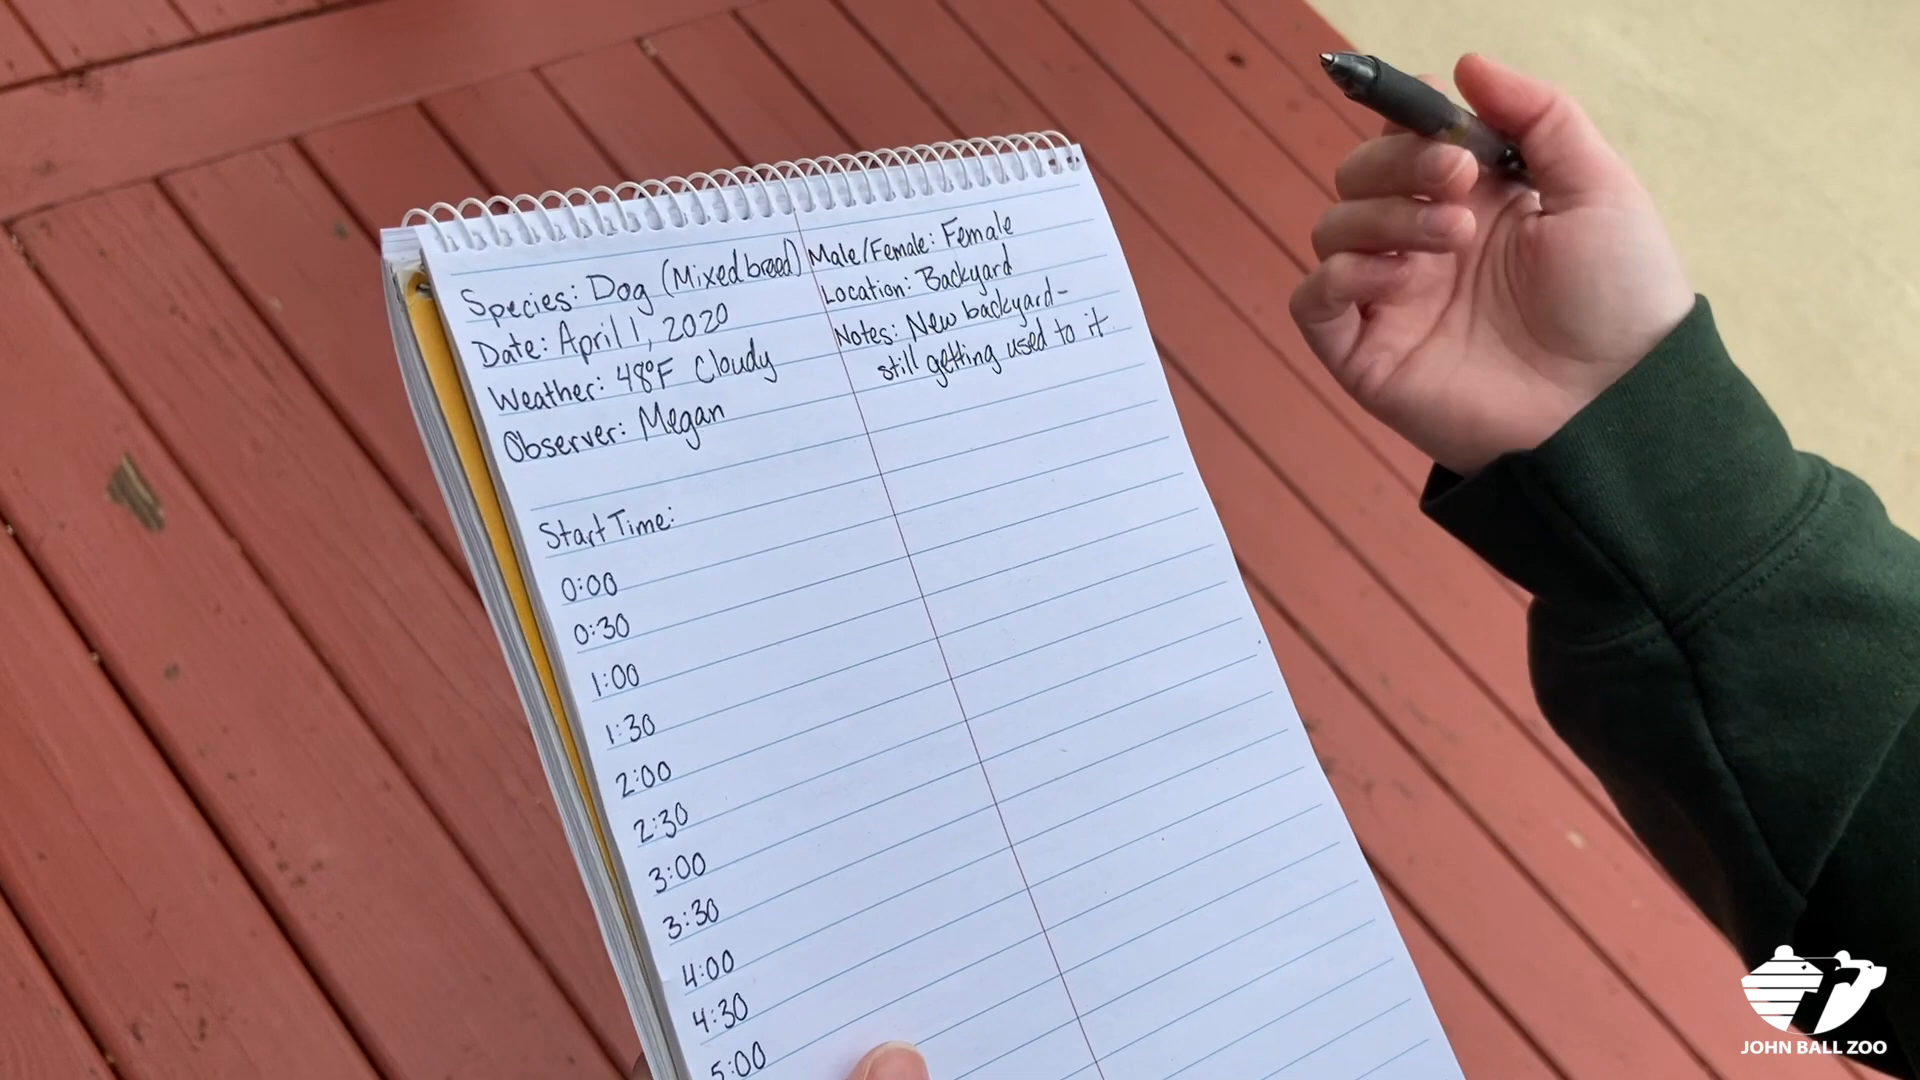 Species: Dog (Mixed breed)
Date: April 1, 2020
Weather: 48°F Cloudy
Observer: Megan
Male/Female: Female
Location: Backyard
Notes: New backyard-
still getting used to it
Start Time:
0:00
0:30
1:00
1:30
2:00
2:30
3:00
3:30
4:00
4:30
5:00
JOHN BALL ZOO